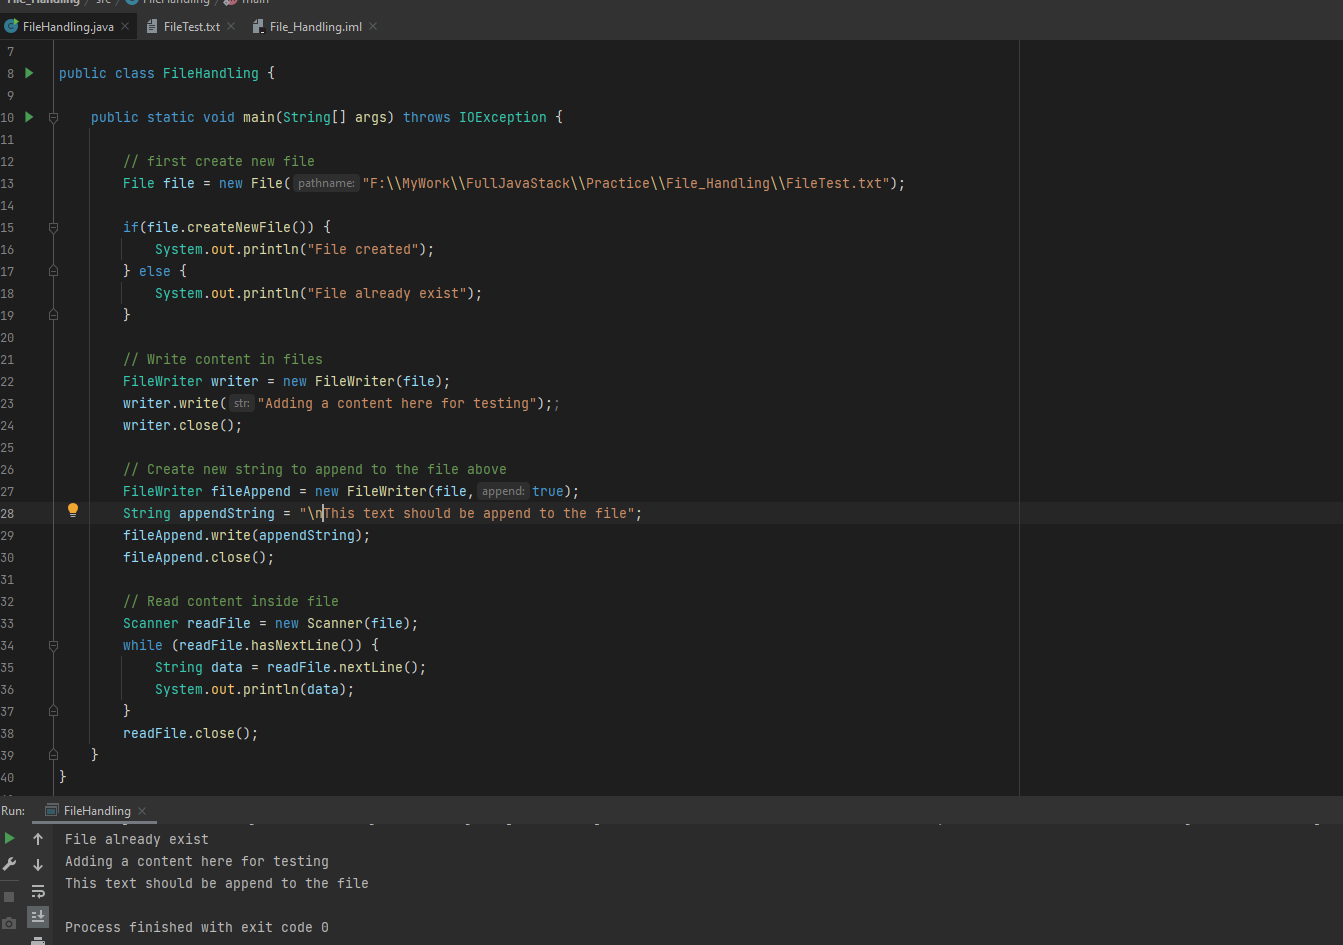 File_Handling / src / FileHandling / main
FileHandling.java × FileTest.txt × File_Handling.iml ×
7
8 public class FileHandling {
9
10 public static void main(String[] args) throws IOException {
11
12 // first create new file
13 File file = new File( pathname: "F:\\MyWork\\FullJavaStack\\Practice\\File_Handling\\FileTest.txt");
14
15 if(file.createNewFile()) {
16 System.out.println("File created");
17 } else {
18 System.out.println("File already exist");
19 }
20
21 // Write content in files
22 FileWriter writer = new FileWriter(file);
23 writer.write( str: "Adding a content here for testing");;
24 writer.close();
25
26 // Create new string to append to the file above
27 FileWriter fileAppend = new FileWriter(file, append: true);
28 String appendString = "\nThis text should be append to the file";
29 fileAppend.write(appendString);
30 fileAppend.close();
31
32 // Read content inside file
33 Scanner readFile = new Scanner(file);
34 while (readFile.hasNextLine()) {
35 String data = readFile.nextLine();
36 System.out.println(data);
37 }
38 readFile.close();
39 }
40 }
Run: FileHandling ×
File already exist
Adding a content here for testing
This text should be append to the file
Process finished with exit code 0